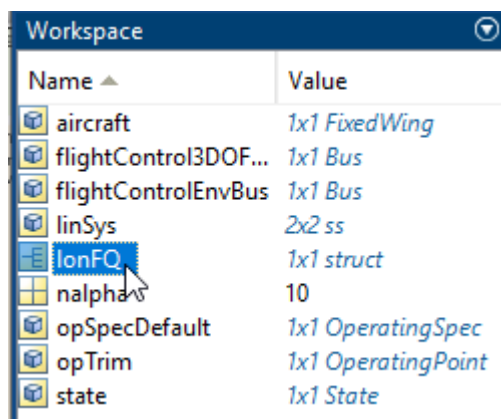 Workspace
Name Value
aircraft 1x1 FixedWing
flightControl3DOF... 1x1 Bus
flightControlEnvBus 1x1 Bus
linSys 2x2 ss
lonFQ 1x1 struct
nalpha 10
opSpecDefault 1x1 OperatingSpec
opTrim 1x1 OperatingPoint
state 1x1 State